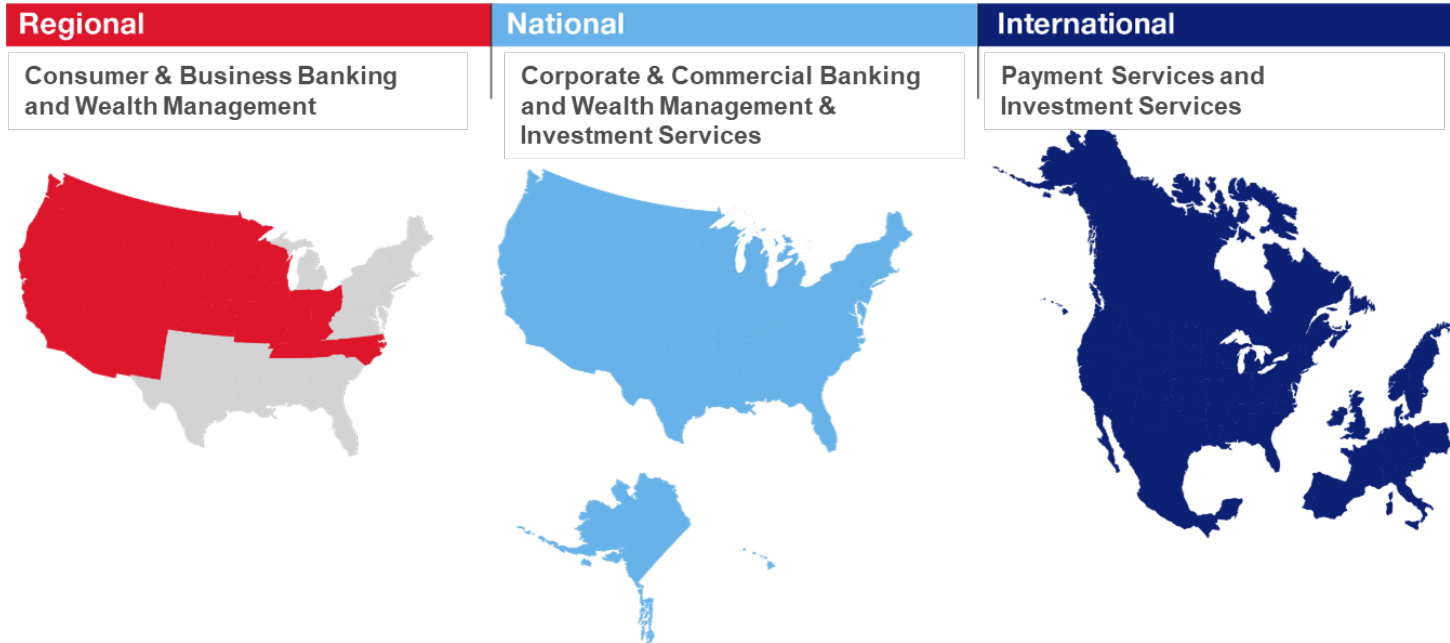 Regional
Consumer & Business Banking
and Wealth Management
National
Corporate & Commercial Banking
and Wealth Management &
Investment Services
International
Payment Services and
Investment Services